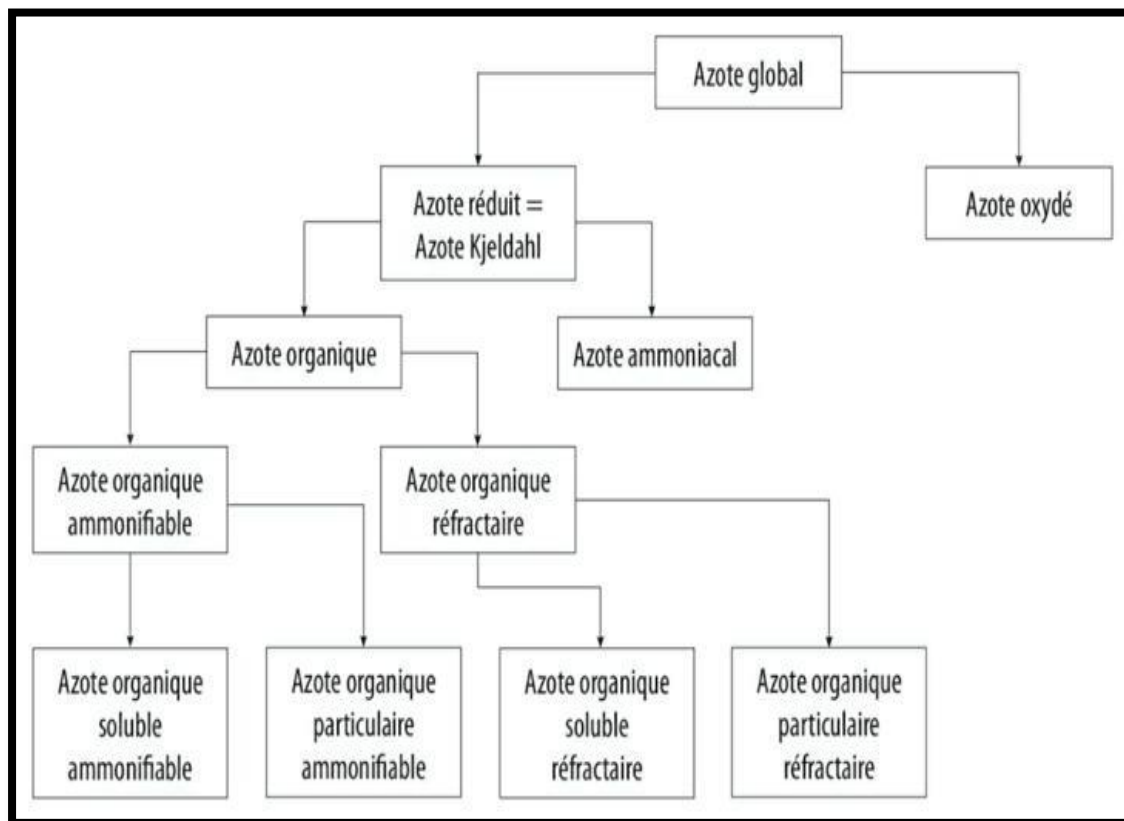 Azote global
Azote réduit =
Azote Kjeldahl
Azote oxydé
Azote organique
Azote ammoniacal
Azote organique
ammonifiable
Azote organique
réfractaire
Azote organique
soluble
ammonifiable
Azote organique
particulaire
ammonifiable
Azote organique
soluble
réfractaire
Azote organique
particulaire
réfractaire